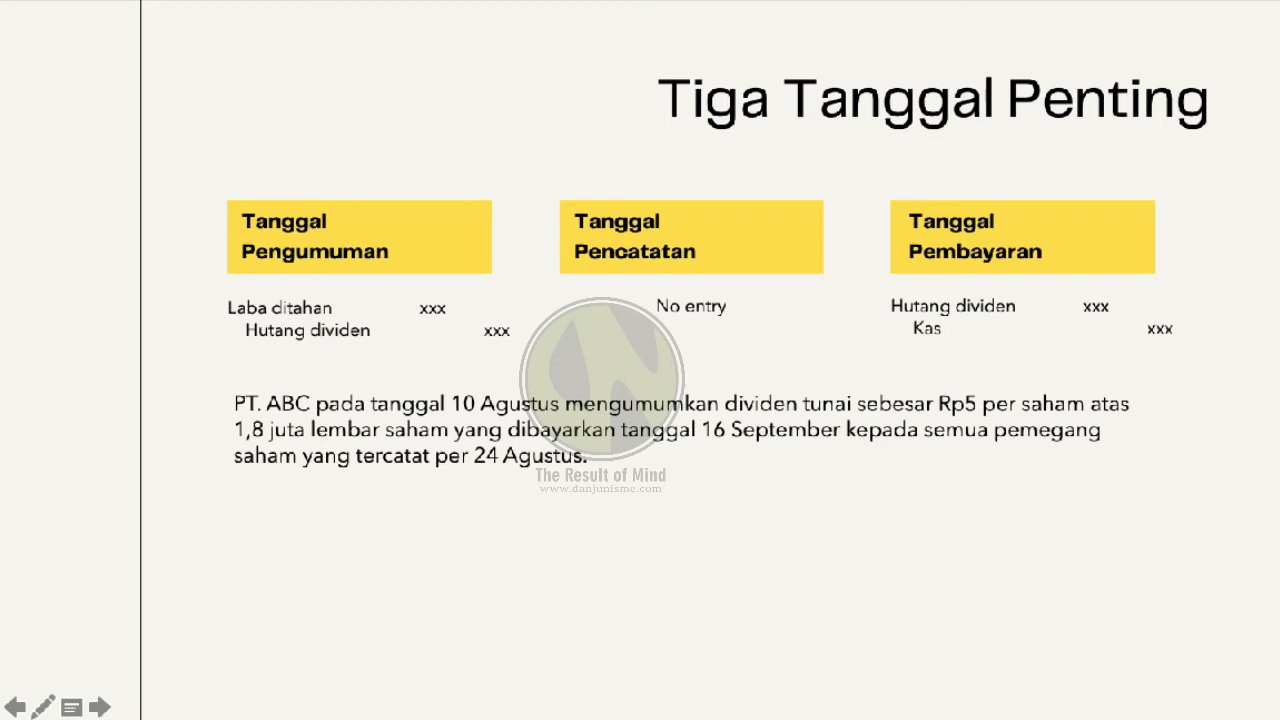 Tiga Tanggal Penting
Tanggal
Pengumuman
Tanggal
Pencatatan
Tanggal
Pembayaran
Laba ditahan xxx
Hutang dividen xxx
No entry
Hutang dividen xxx
Kas xxx
PT. ABC pada tanggal 10 Agustus mengumumkan dividen tunai sebesar Rp5 per saham atas
1,8 juta lembar saham yang dibayarkan tanggal 16 September kepada semua pemegang
saham yang tercatat per 24 Agustus.
The Result of Mind
www.danjunisme.com